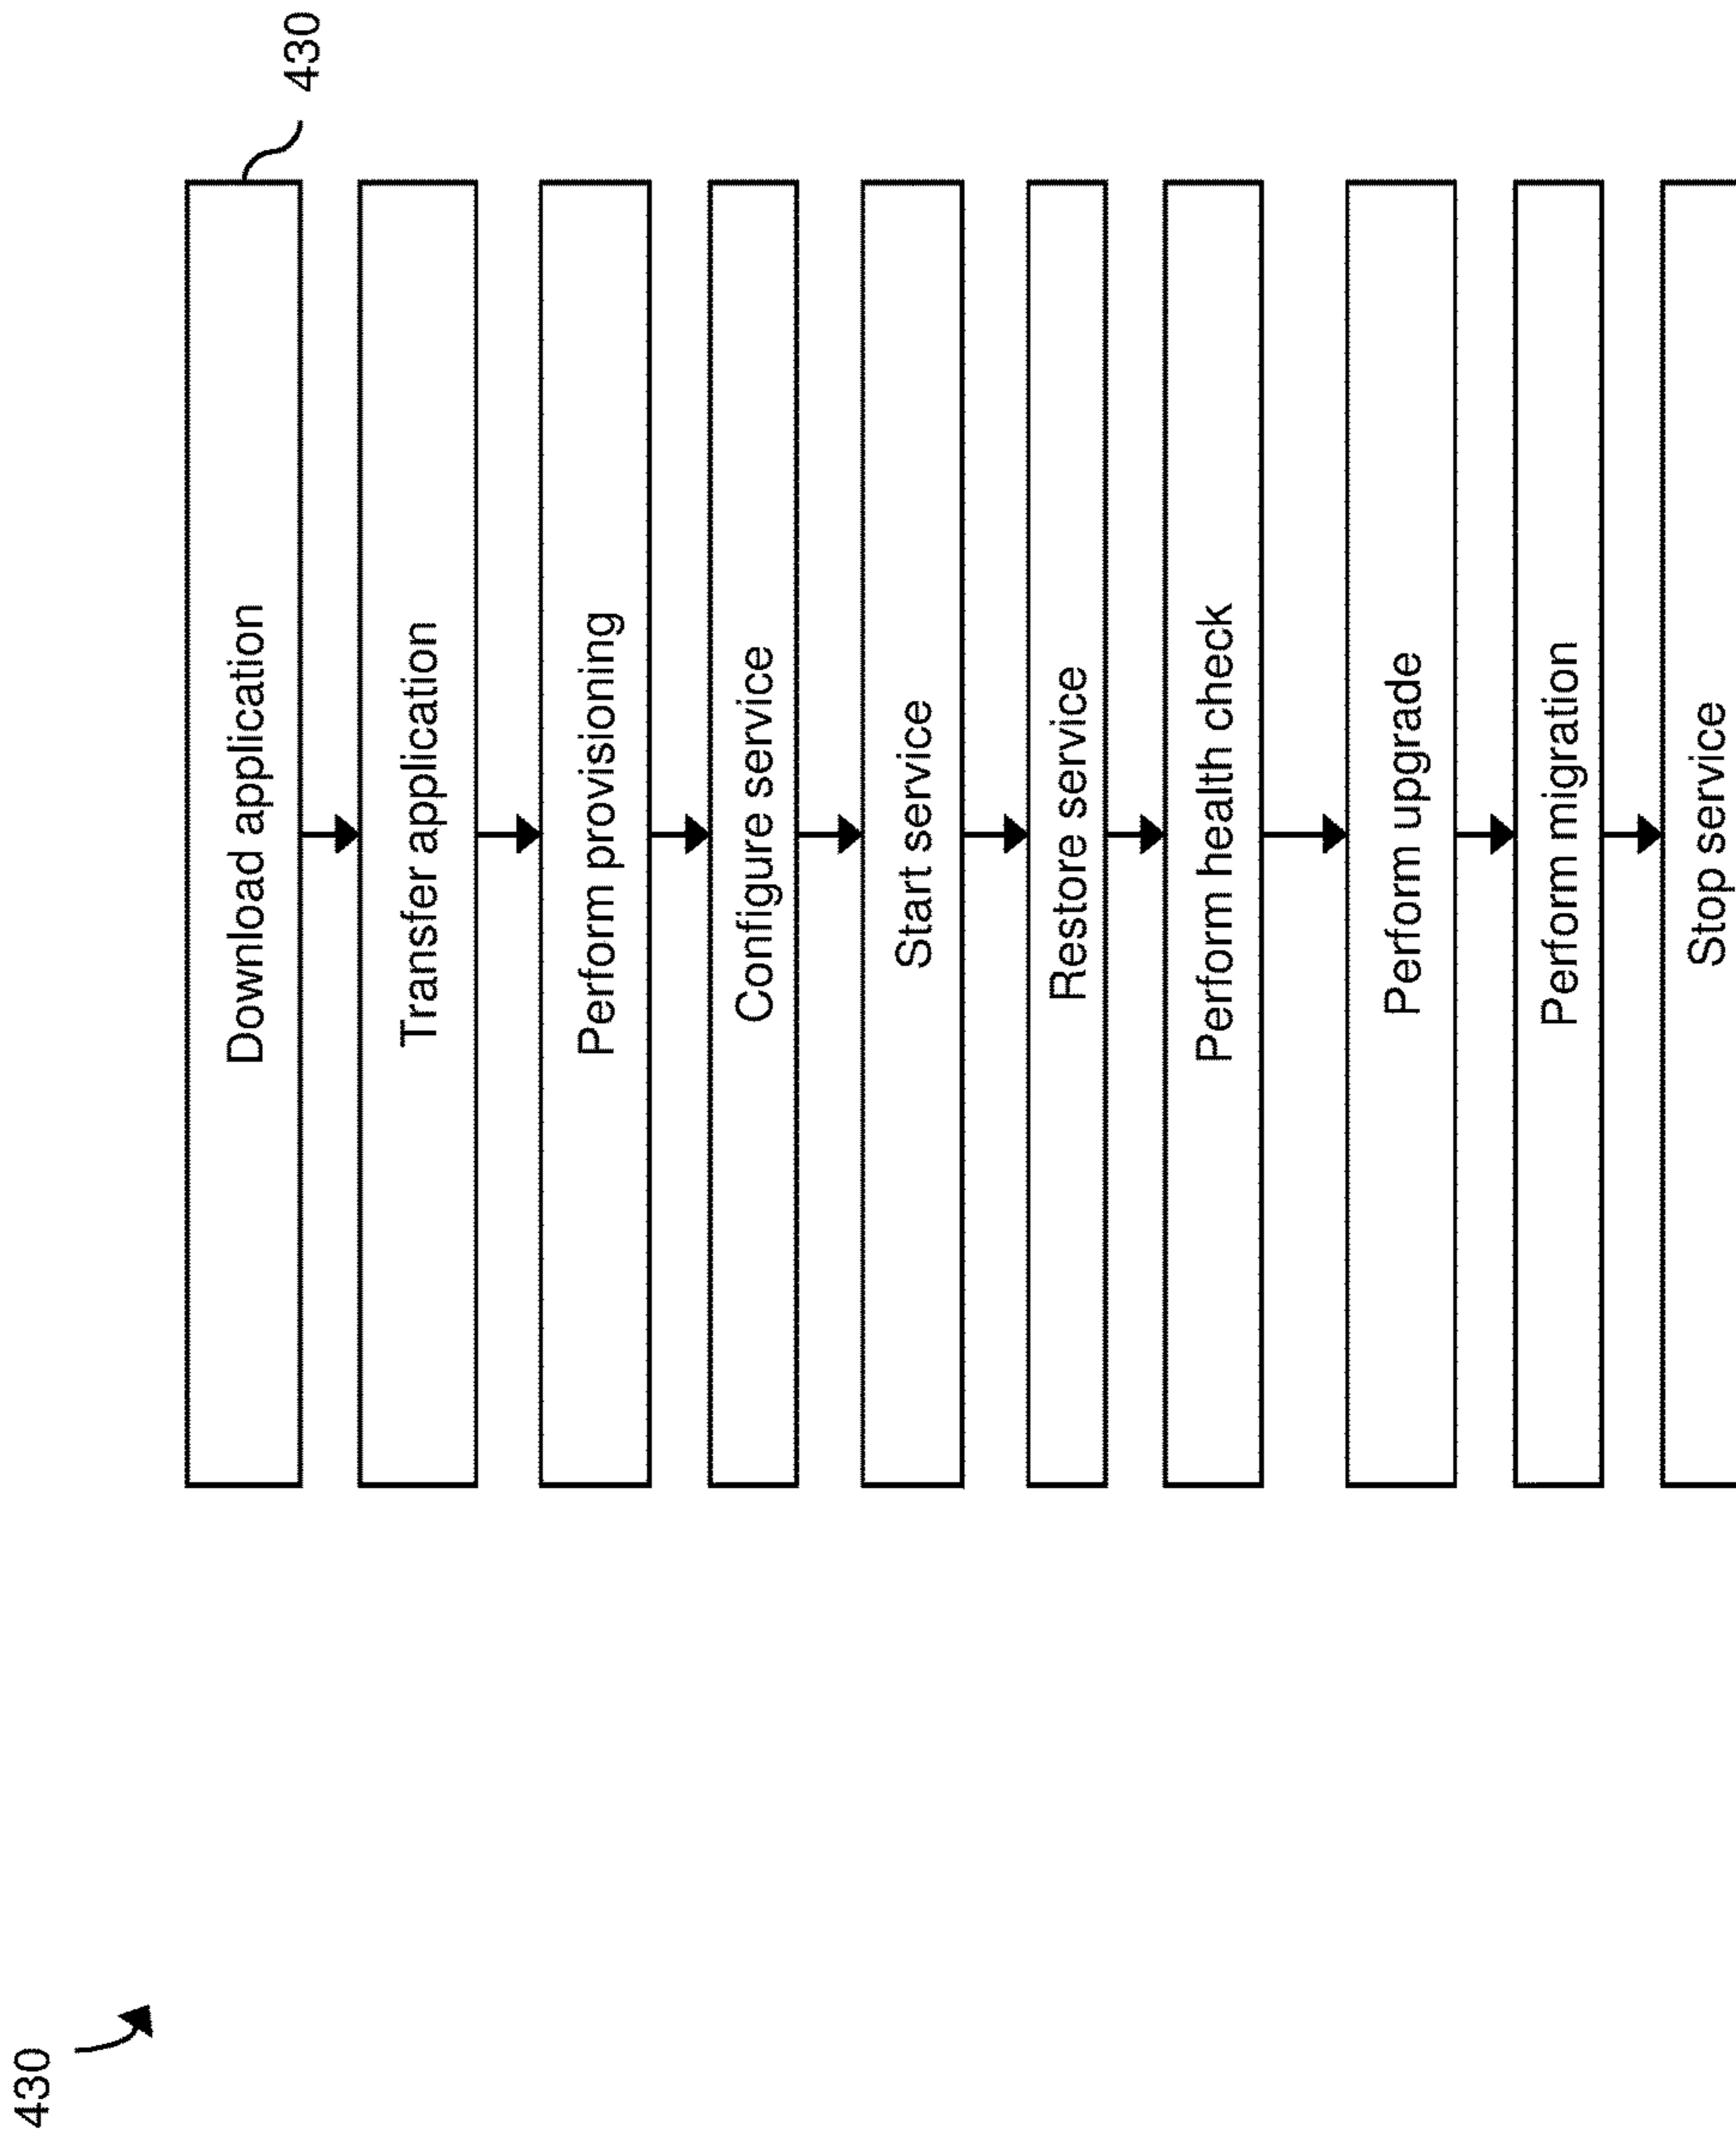 430
430
Download application
Transfer application
Perform provisioning
Configure service
Start service
Restore service
Perform health check
Perform upgrade
Perform migration
Stop service